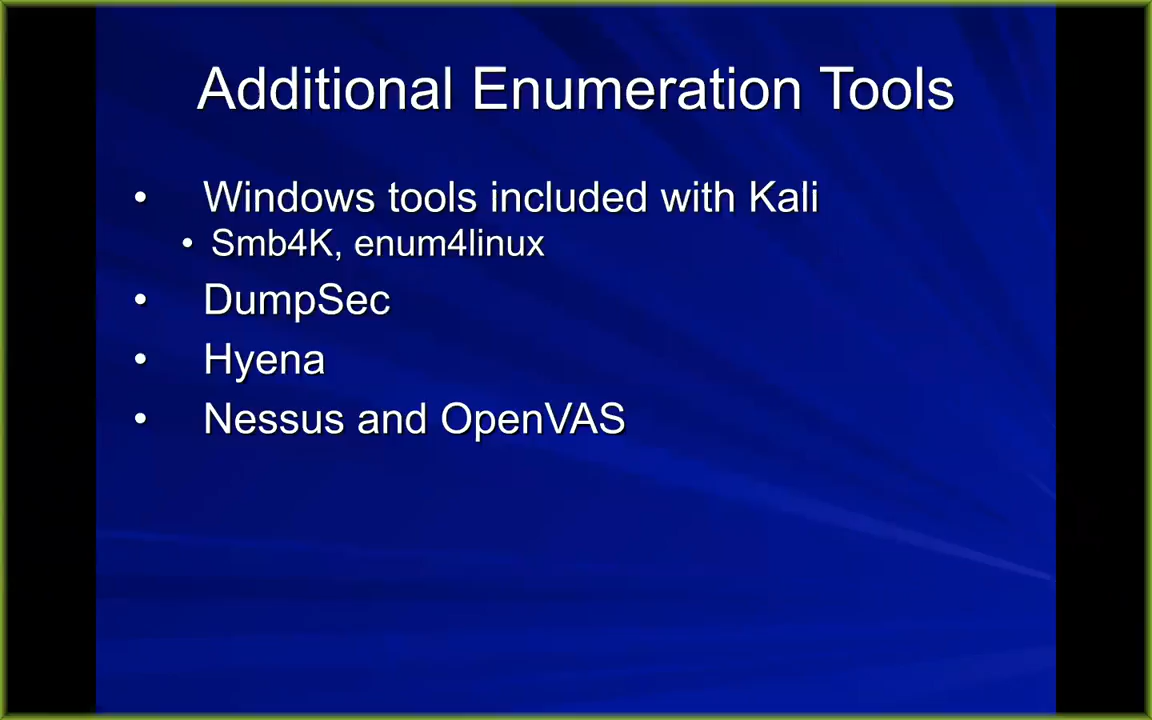 Additional Enumeration Tools
• Windows tools included with Kali
• Smb4K, enum4linux
• DumpSec
• Hyena
• Nessus and OpenVAS